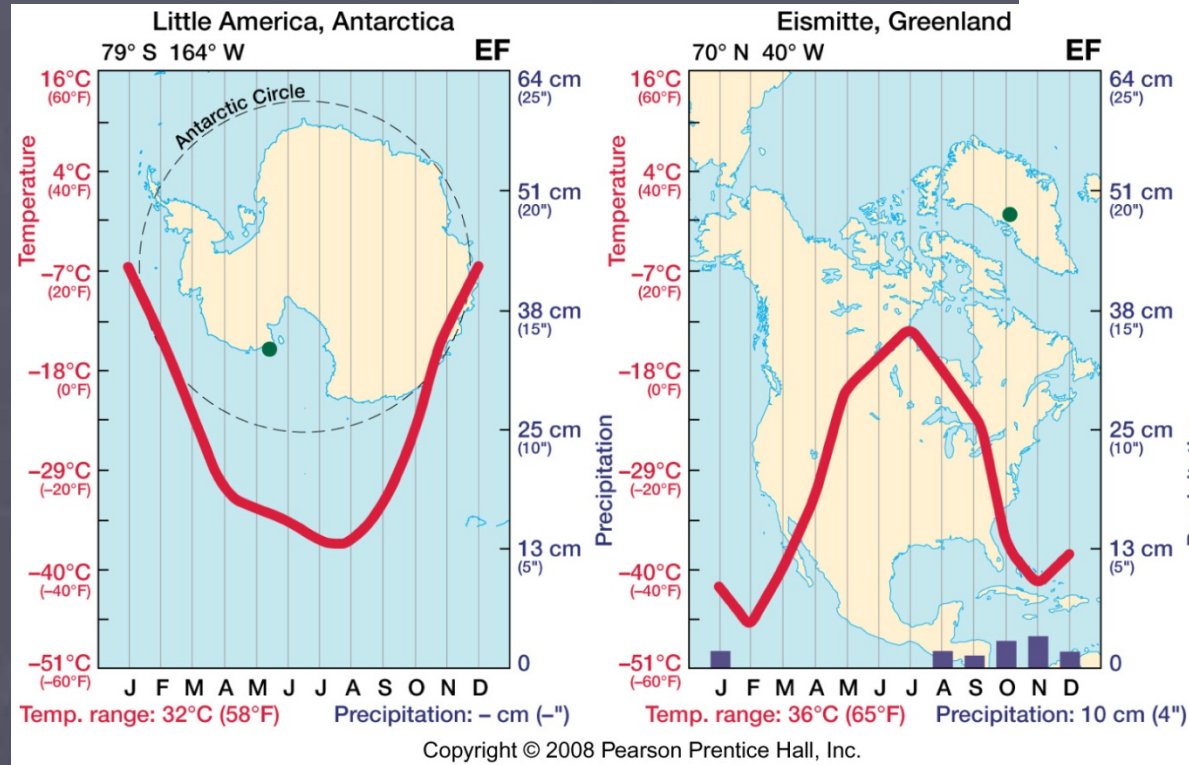 Little America, Antarctica
79° S 164° W EF
16°C
(60°F)
4°C
(40°F)
–7°C
(20°F)
–18°C
(0°F)
–29°C
(–20°F)
–40°C
(–40°F)
–51°C
(–60°F)
Temperature
Antarctic Circle
64 cm
(25")
51 cm
(20")
38 cm
(15")
25 cm
(10")
13 cm
(5")
0
Precipitation
J F M A M J J A S O N D
Temp. range: 32°C (58°F) Precipitation: – cm (–")
Eismitte, Greenland
70° N 40° W EF
16°C
(60°F)
4°C
(40°F)
–7°C
(20°F)
–18°C
(0°F)
–29°C
(–20°F)
–40°C
(–40°F)
–51°C
(–60°F)
Temperature
64 cm
(25")
51 cm
(20")
38 cm
(15")
25 cm
(10")
13 cm
(5")
0
J F M A M J J A S O N D
Temp. range: 36°C (65°F) Precipitation: 10 cm (4")
Copyright © 2008 Pearson Prentice Hall, Inc.